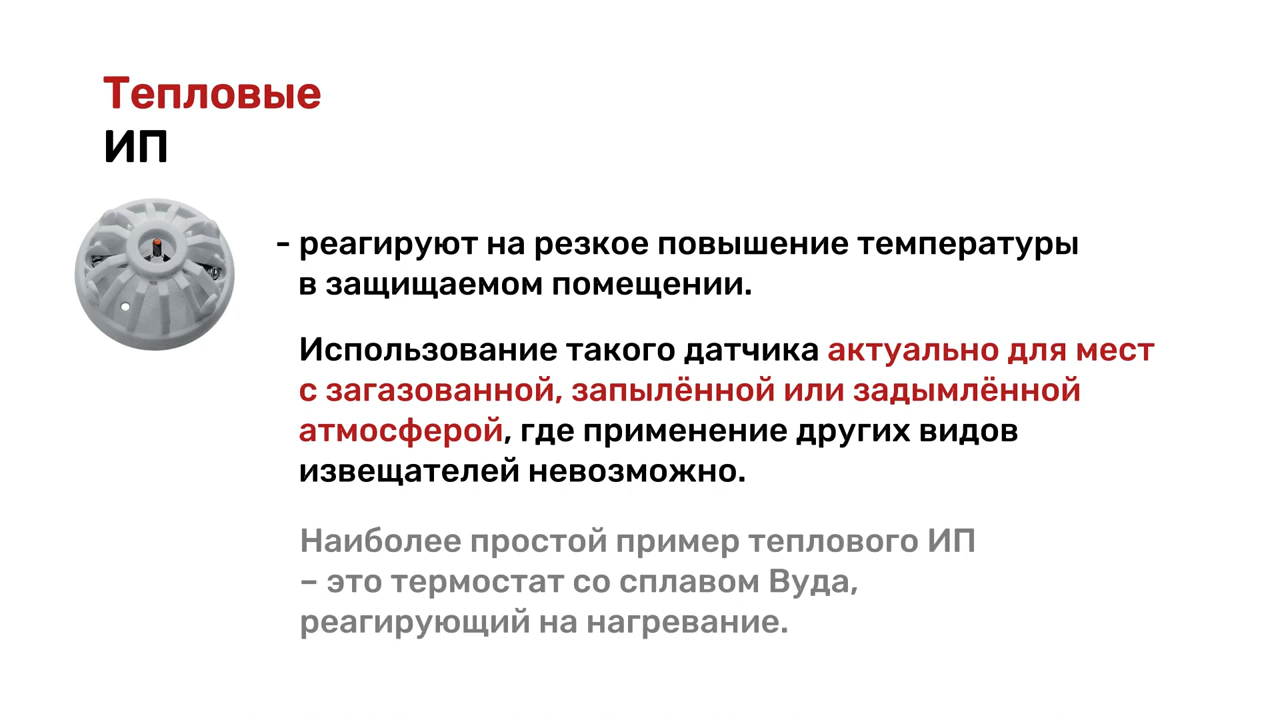 Тепловые
ИП
- реагируют на резкое повышение температуры
в защищаемом помещении.
Использование такого датчика актуально для мест
с загазованной, запылённой или задымлённой
атмосферой, где применение других видов
извещателей невозможно.
Наиболее простой пример теплового ИП
– это термостат со сплавом Вуда,
реагирующий на нагревание.